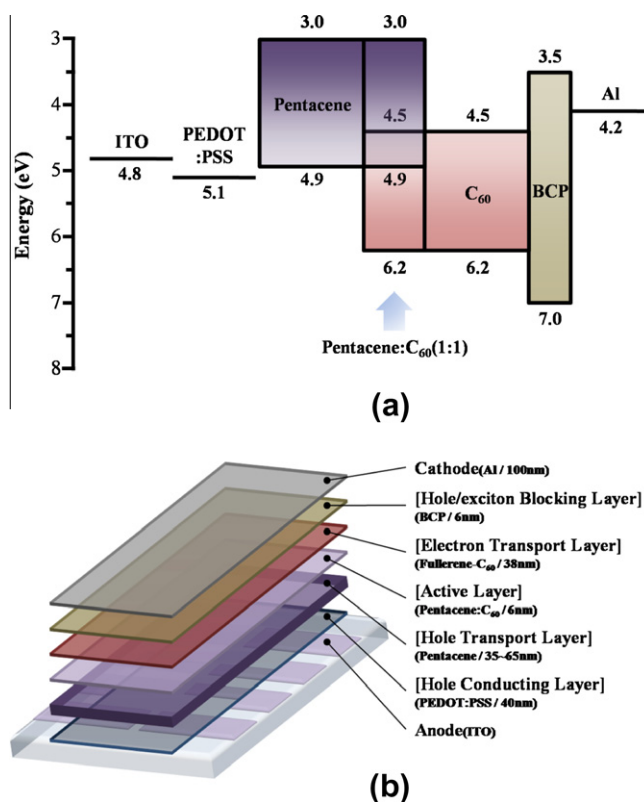 3.0 3.0
3
3.5
Al
4
Pentacene
4.5 4.5
4.2
ITO
PEDOT
:PSS
4.8
5
4.9 4.9
5.1
C₆₀
BCP
Energy (eV)
6
6.2 6.2
7
7.0
Pentacene:C₆₀(1:1)
8
(a)
Cathode(Al / 100nm)
[Hole/exciton Blocking Layer]
(BCP / 6nm)
[Electron Transport Layer]
(Fullerene-C₆₀ / 38nm)
[Active Layer]
(Pentacene:C₆₀ / 6nm)
[Hole Transport Layer]
(Pentacene / 35~65nm)
[Hole Conducting Layer]
(PEDOT:PSS / 40nm)
Anode(ITO)
(b)